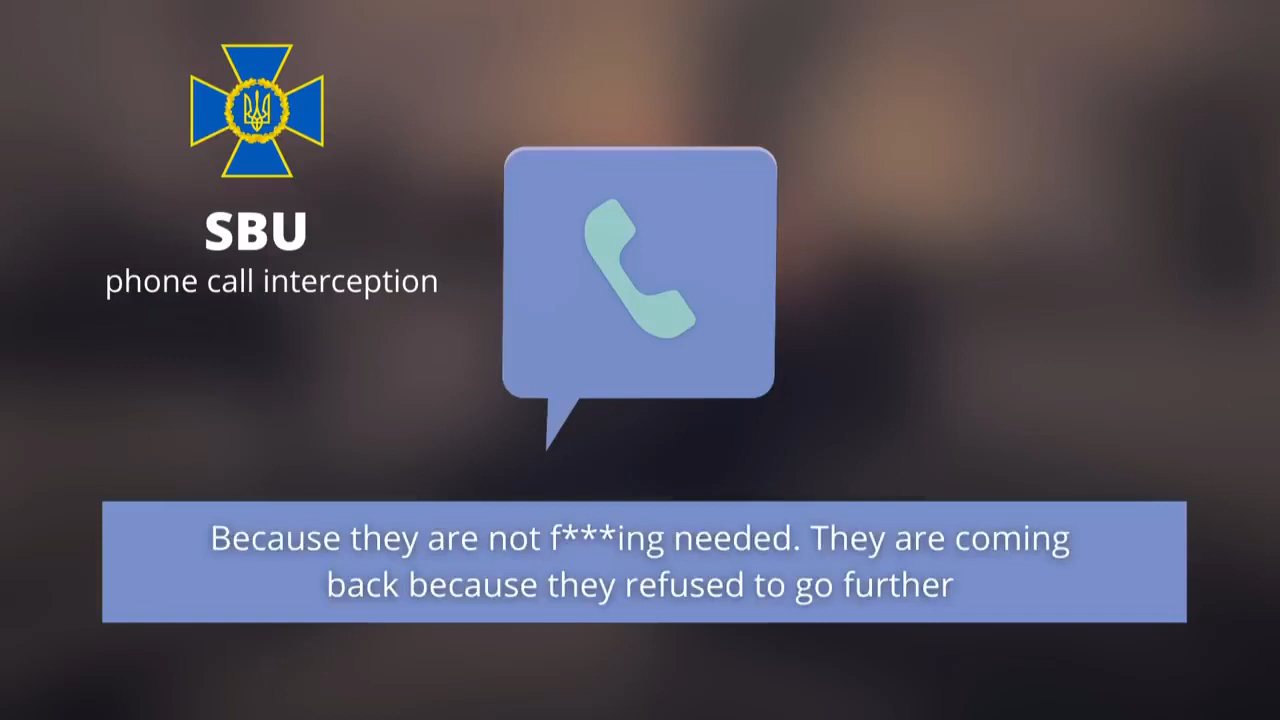 SBU
phone call interception
Because they are not f***ing needed. They are coming
back because they refused to go further